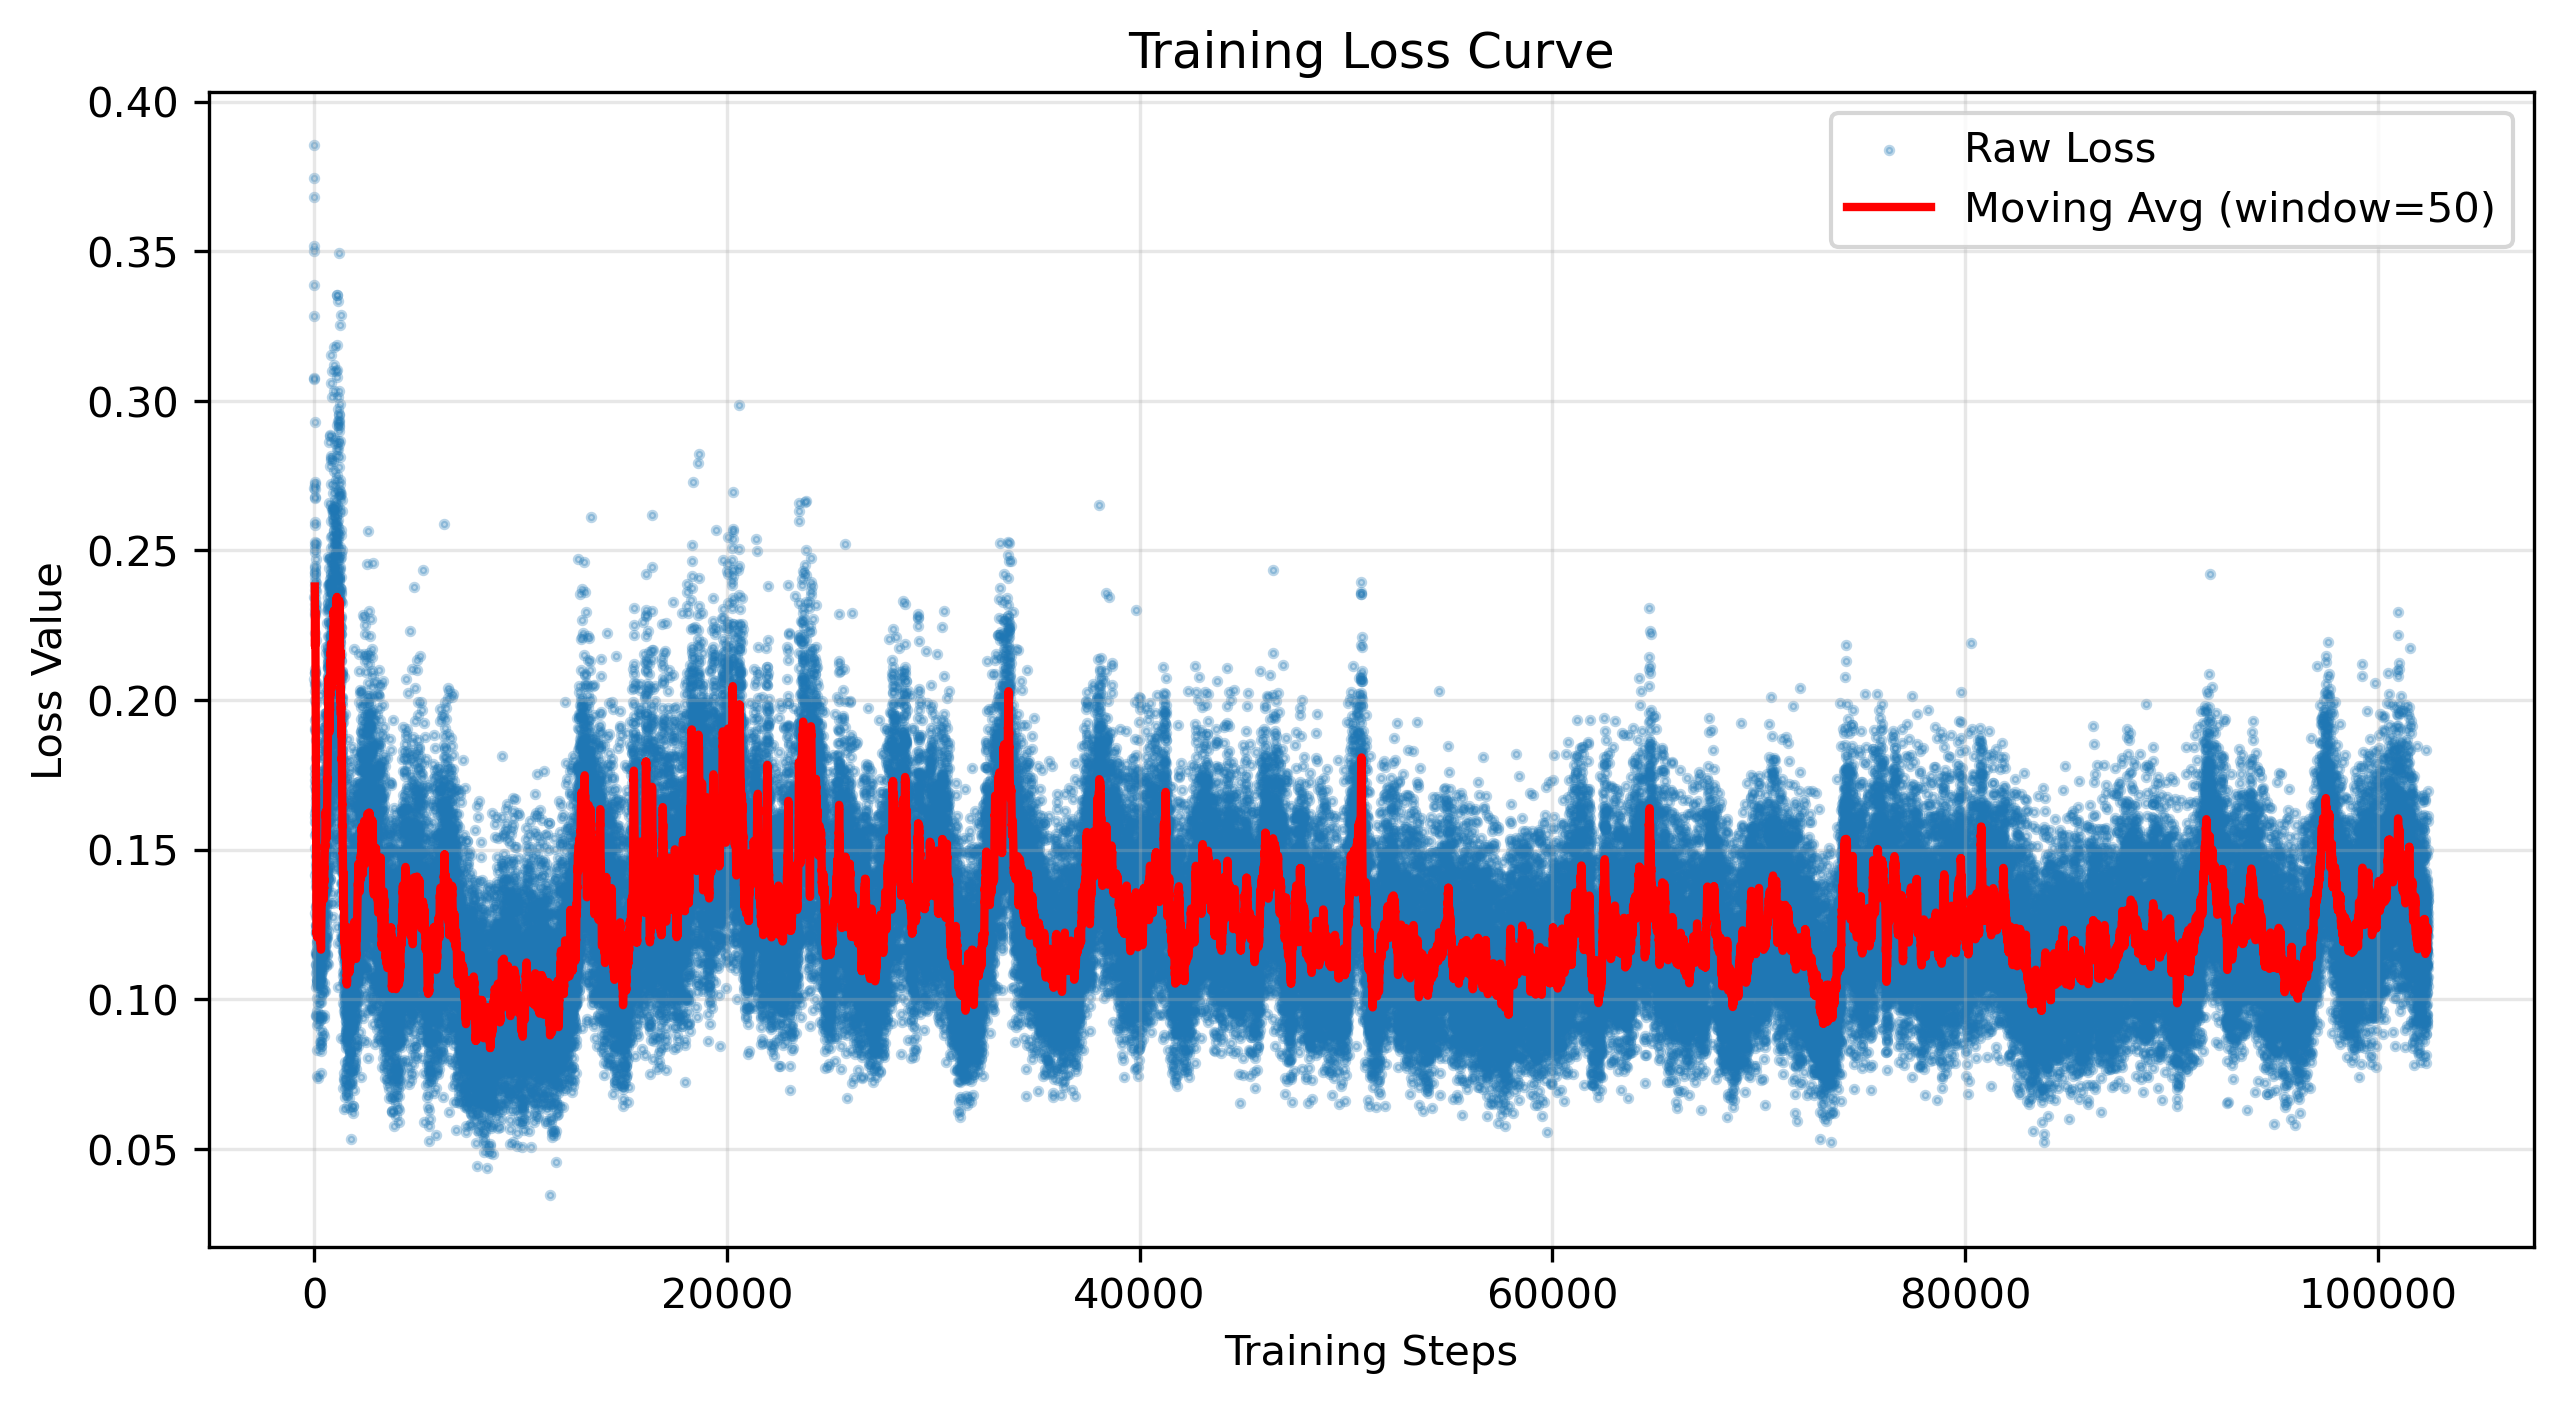 Training Loss Curve
Raw Loss
Moving Avg (window=50)
Loss Value
0.40
0.35
0.30
0.25
0.20
0.15
0.10
0.05
0
20000
40000
60000
80000
100000
Training Steps